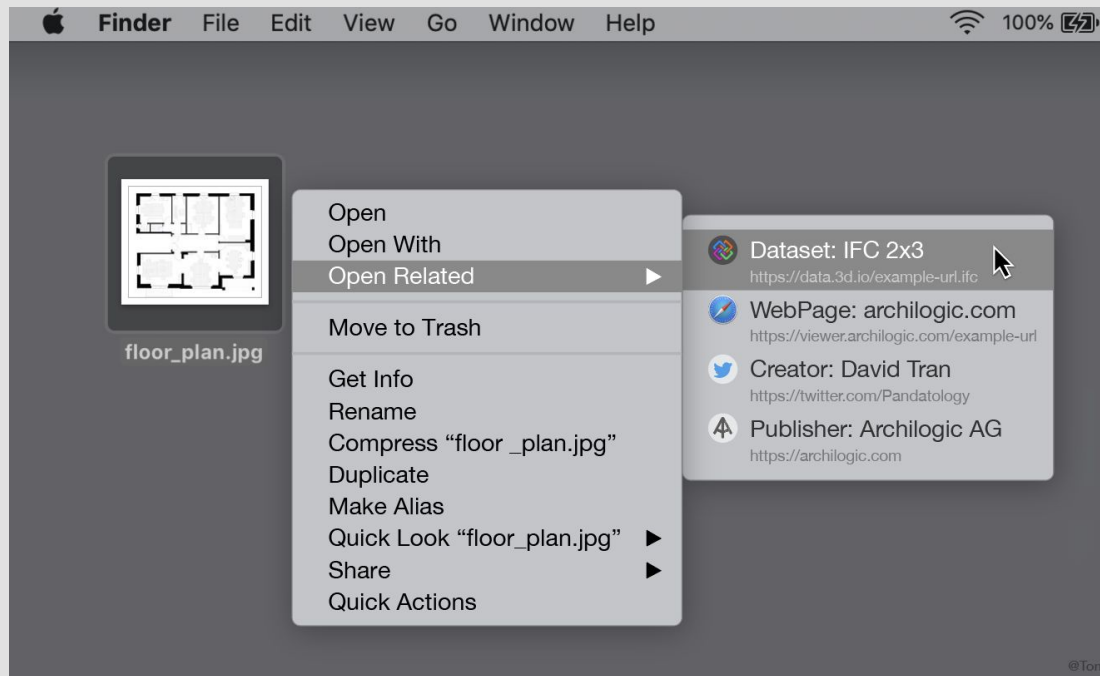 Finder File Edit View Go Window Help 100%
floor_plan.jpg
Open
Open With
Open Related
Move to Trash
Get Info
Rename
Compress “floor _plan.jpg”
Duplicate
Make Alias
Quick Look “floor_plan.jpg”
Share
Quick Actions
Dataset: IFC 2x3
https://data.3d.io/example-url.ifc
WebPage: archilogic.com
https://viewer.archilogic.com/example-url
Creator: David Tran
https://twitter.com/Pandatology
Publisher: Archilogic AG
https://archilogic.com